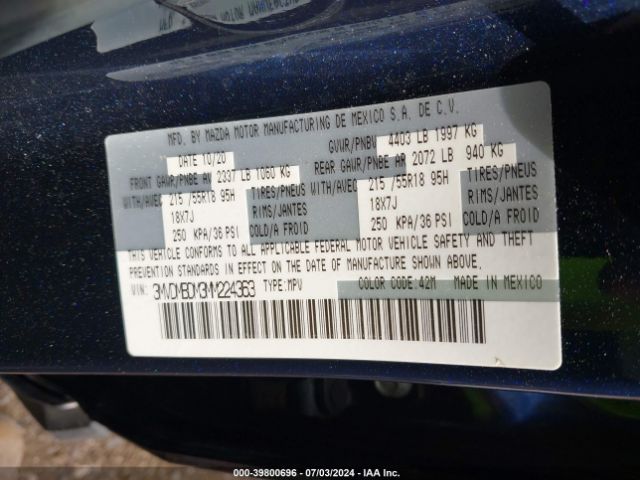 MFD. BY MAZDA MOTOR MANUFACTURING DE MEXICO S.A. DE C.V.
DATE 10/20 GVWR/PNBV 4403 LB 1997 KG
FRONT GAWR/PNBE AV 2337 LB 1060 KG REAR GAWR/PNBE AR 2072 LB 940 KG
WITH/AVEC 215 /55R18 95H TIRES/PNEUS WITH/AVEC 215 /55R18 95H TIRES/PNEUS
18X7J RIMS/JANTES 18X7J RIMS/JANTES
250 KPA/36 PSI COLD/A FROID 250 KPA/36 PSI COLD/A FROID
THIS VEHICLE CONFORMS TO ALL APPLICABLE FEDERAL MOTOR VEHICLE SAFETY AND THEFT
PREVENTION STANDARDS IN EFFECT ON THE DATE OF MANUFACTURE SHOWN ABOVE.
VIN: 3MVDMBDM3MM224363 TYPE:MPV COLOR CODE:42M MADE IN MEXICO
000-39800696 - 07/03/2024 - IAA Inc.